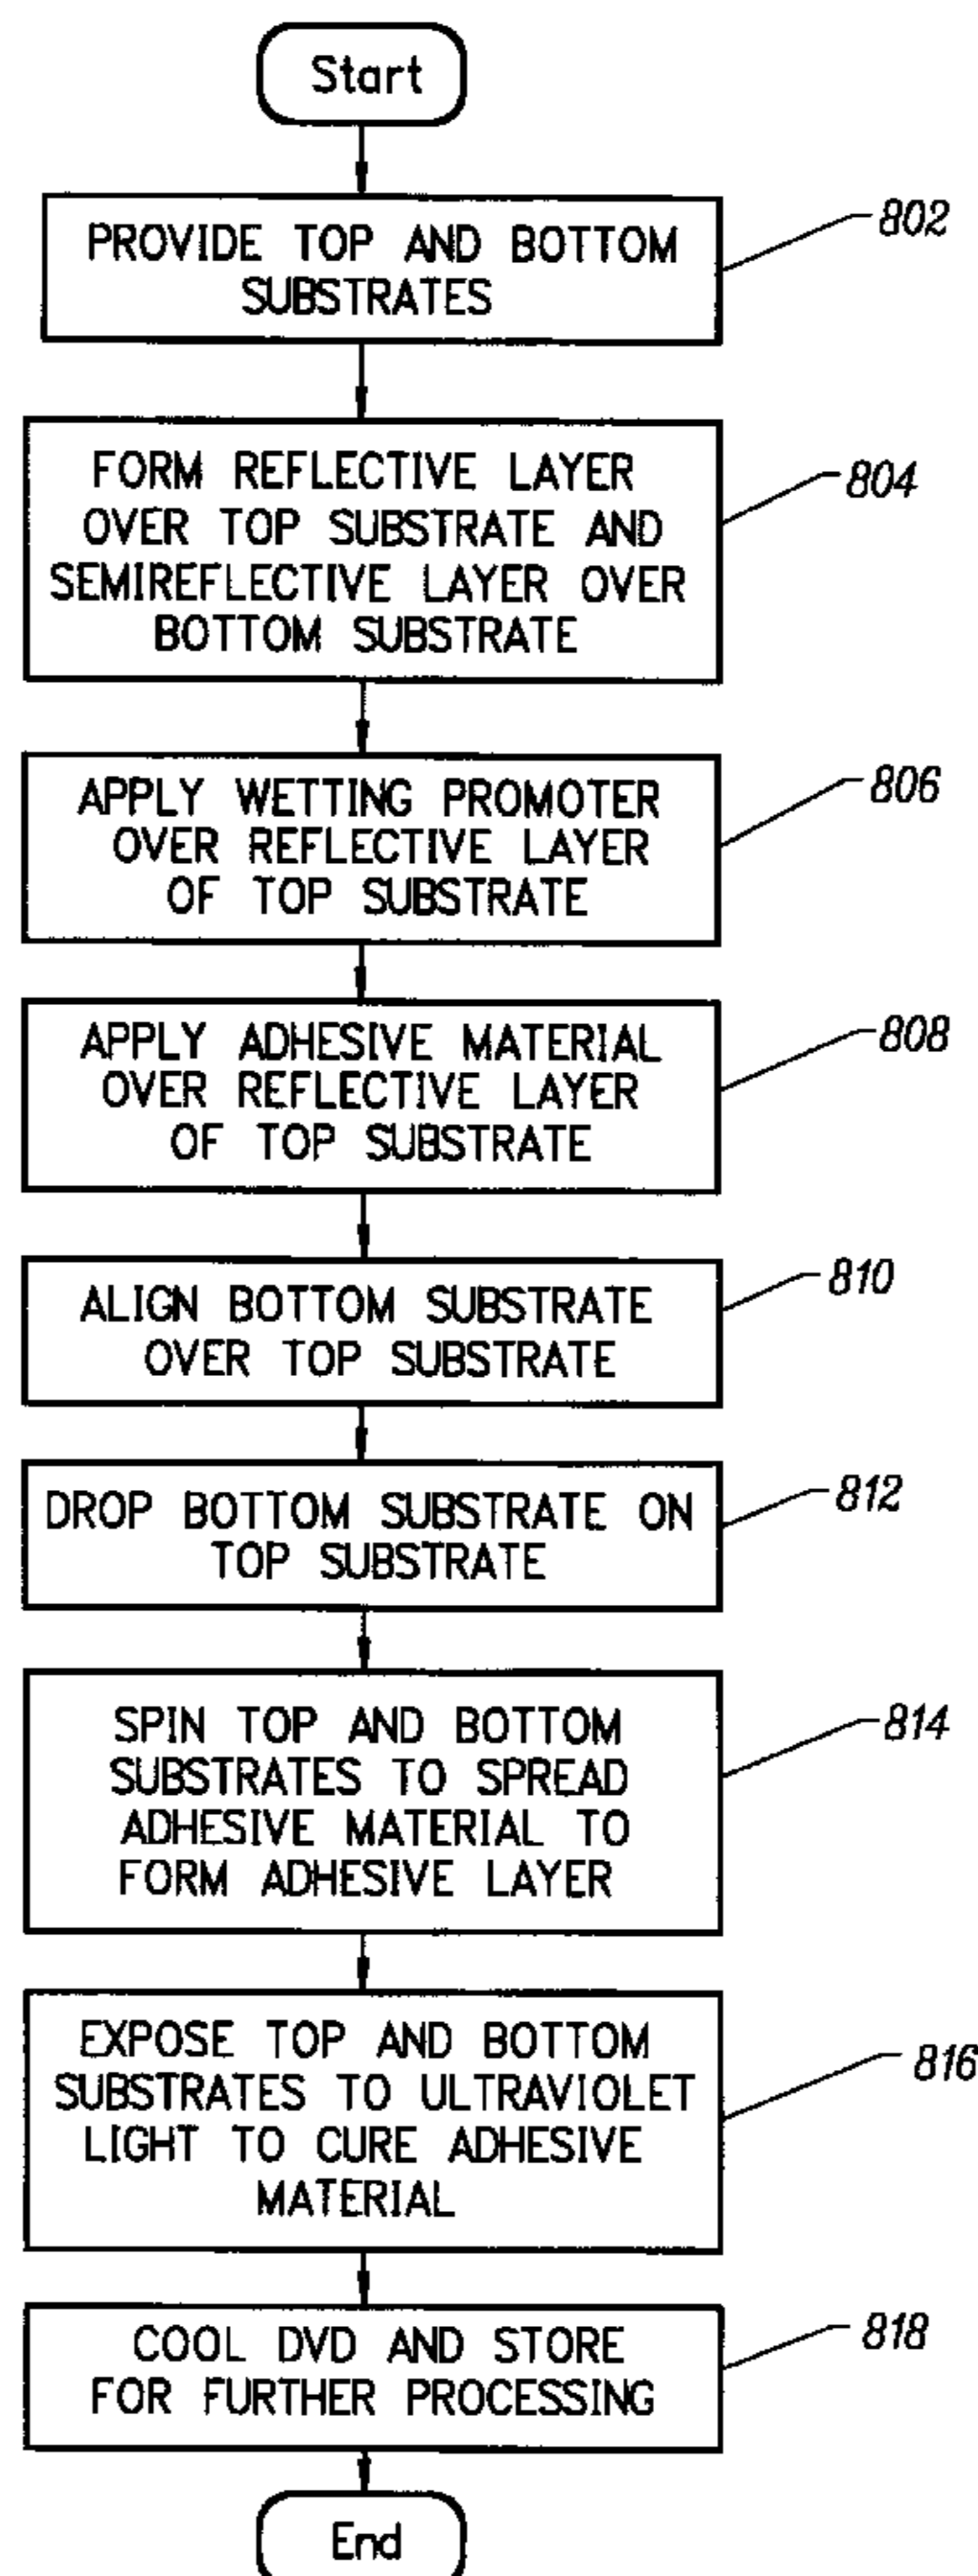 Start
PROVIDE TOP AND BOTTOM
SUBSTRATES
802
FORM REFLECTIVE LAYER
OVER TOP SUBSTRATE AND
SEMIREFLECTIVE LAYER OVER
BOTTOM SUBSTRATE
804
APPLY WETTING PROMOTER
OVER REFLECTIVE LAYER
OF TOP SUBSTRATE
806
APPLY ADHESIVE MATERIAL
OVER REFLECTIVE LAYER
OF TOP SUBSTRATE
808
ALIGN BOTTOM SUBSTRATE
OVER TOP SUBSTRATE
810
DROP BOTTOM SUBSTRATE ON
TOP SUBSTRATE
812
SPIN TOP AND BOTTOM
SUBSTRATES TO SPREAD
ADHESIVE MATERIAL TO
FORM ADHESIVE LAYER
814
EXPOSE TOP AND BOTTOM
SUBSTRATES TO ULTRAVIOLET
LIGHT TO CURE ADHESIVE
MATERIAL
816
COOL DVD AND STORE
FOR FURTHER PROCESSING
818
End